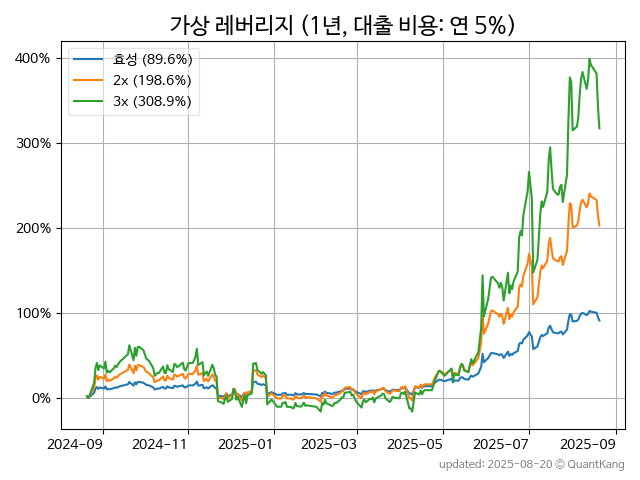 가상 레버리지 (1년, 대출 비용: 연 5%)
효성 (89.6%)
2x (198.6%)
3x (308.9%)
400%
300%
200%
100%
0%
2024-09 2024-11 2025-01 2025-03 2025-05 2025-07 2025-09
updated: 2025-08-20 © QuantKang